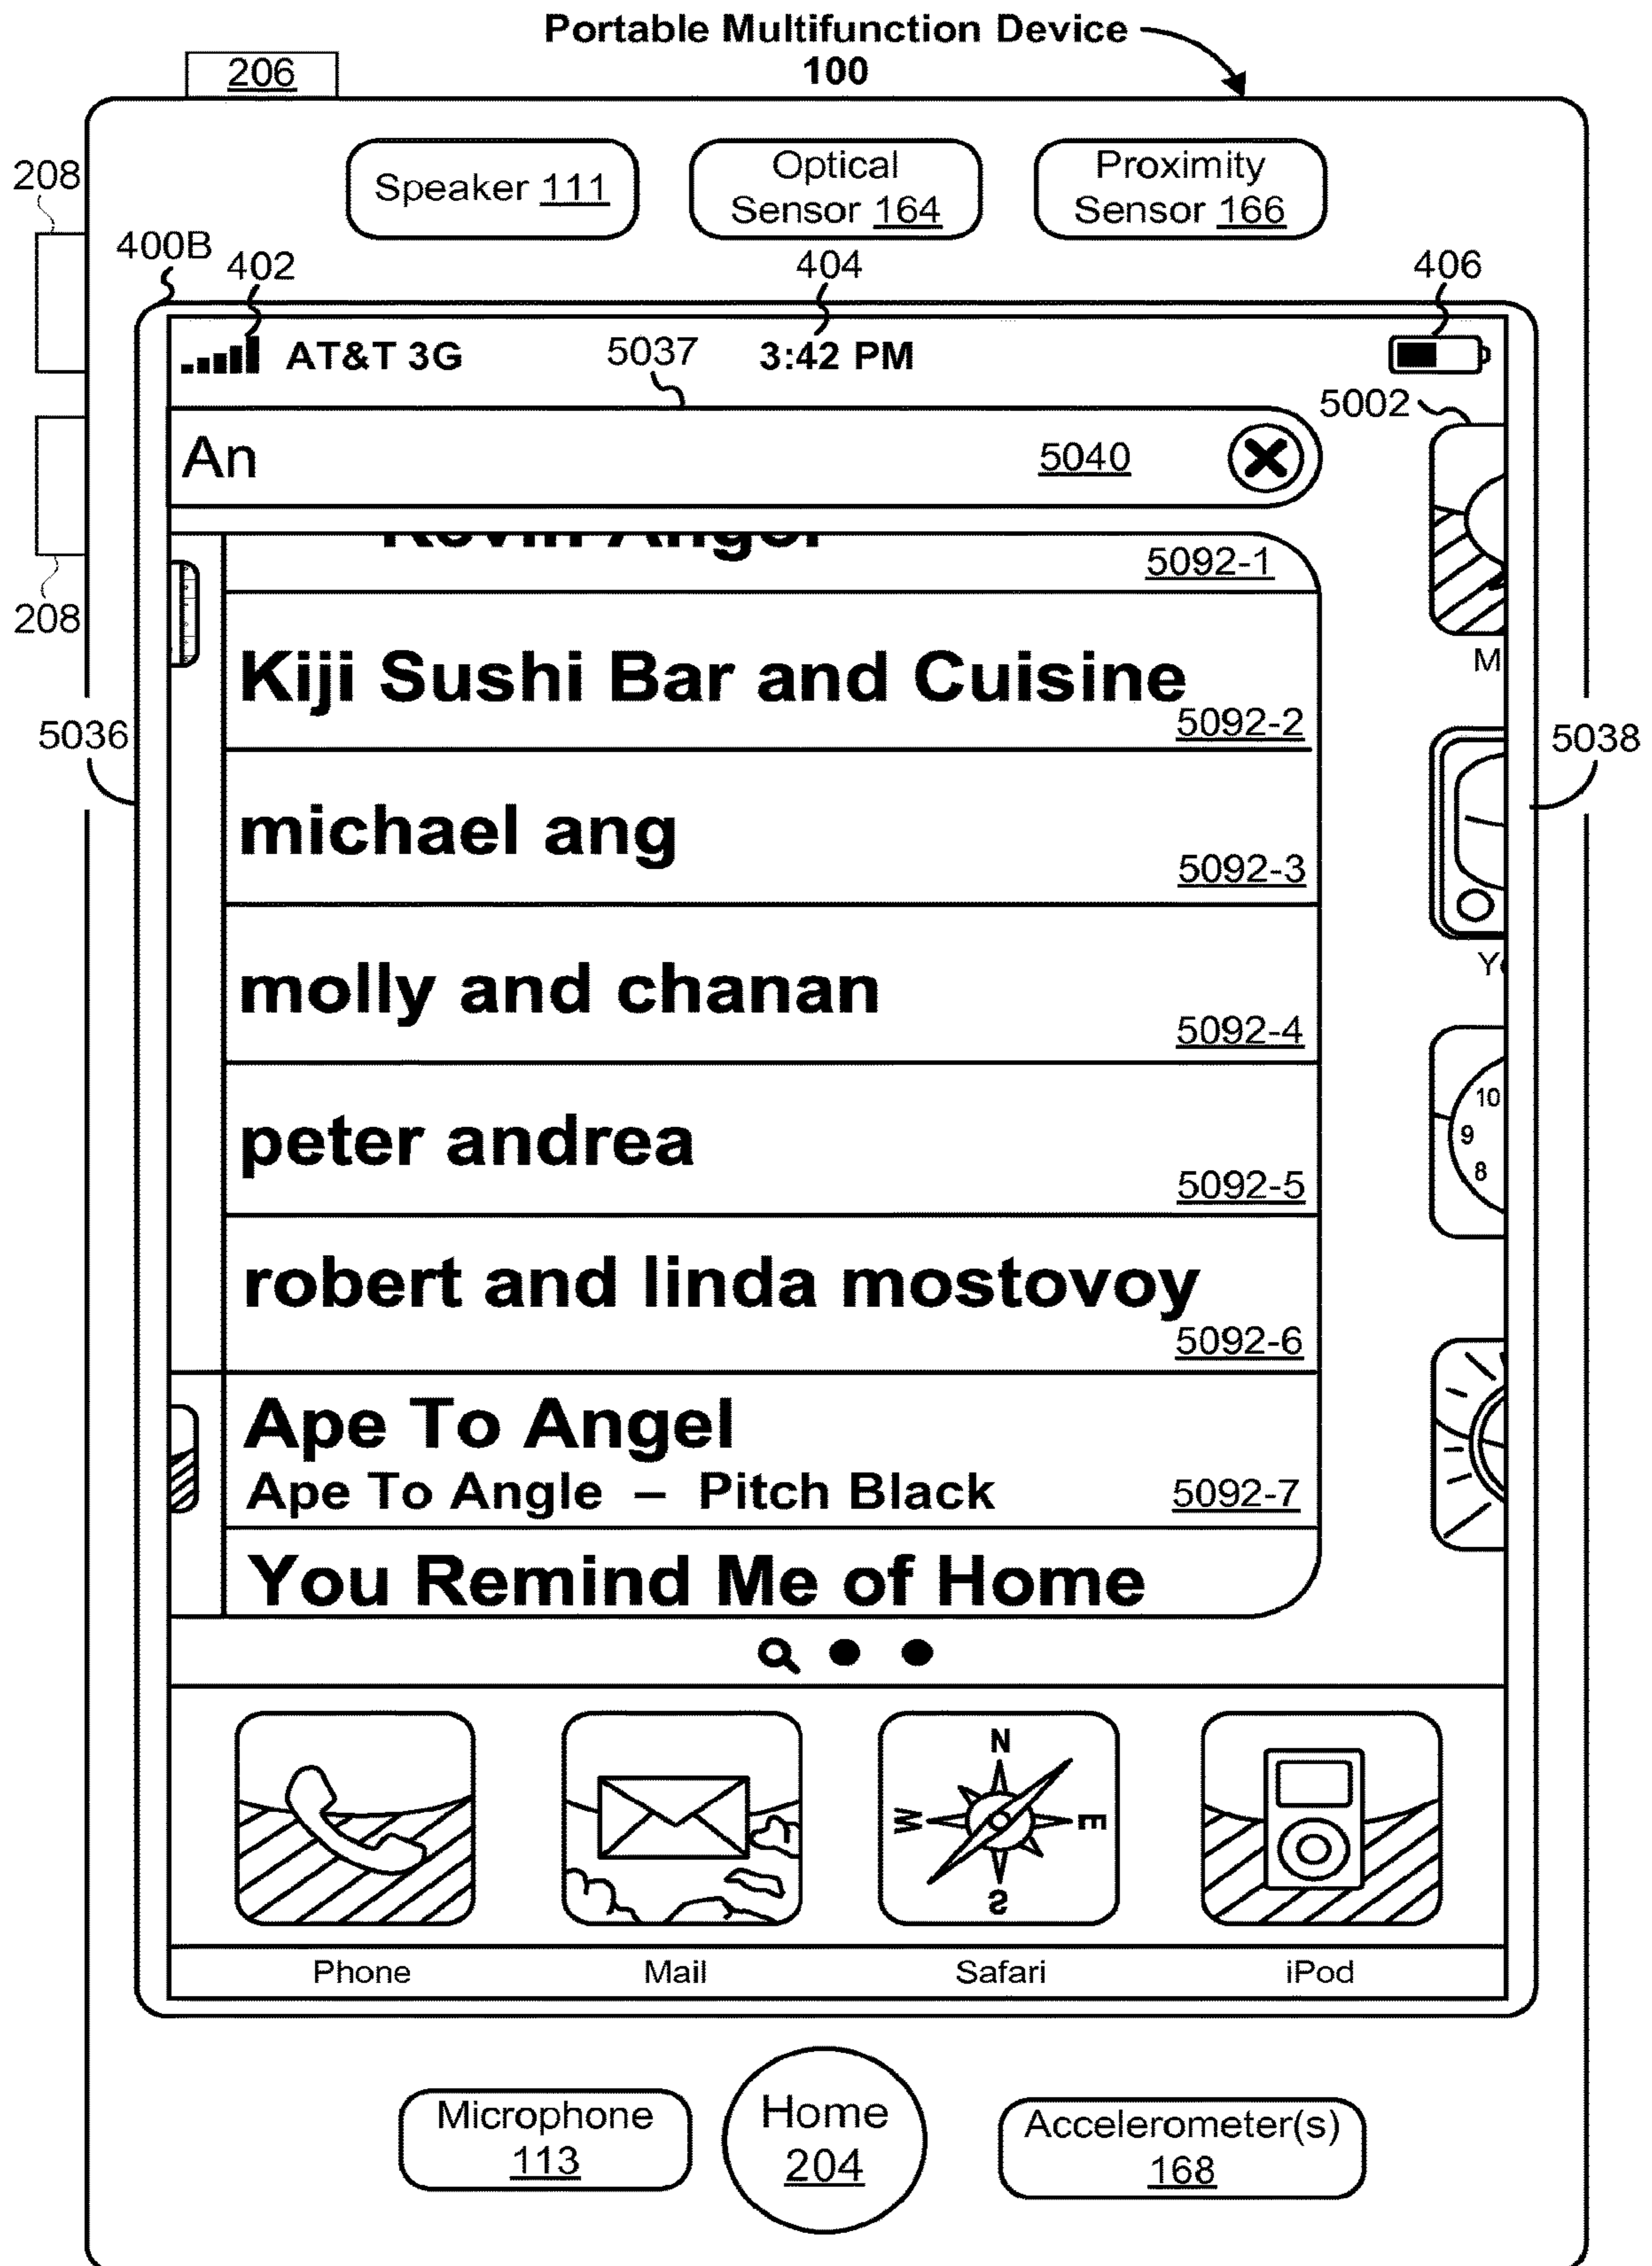 Portable Multifunction Device
100
206
Speaker 111
Optical
Sensor 164
Proximity
Sensor 166
208
400B
402
404
406
AT&T 3G
5037
3:42 PM
5002
An
5040
Kevin Angel
5092-1
208
Kiji Sushi Bar and Cuisine
5092-2
M
5036
5038
michael ang
5092-3
Y
molly and chanan
5092-4
10
9
8
peter andrea
5092-5
robert and linda mostovoy
5092-6
Ape To Angel
Ape To Angle – Pitch Black
5092-7
You Remind Me of Home
N
W
E
S
Phone
Mail
Safari
iPod
Microphone
113
Home
204
Accelerometer(s)
168